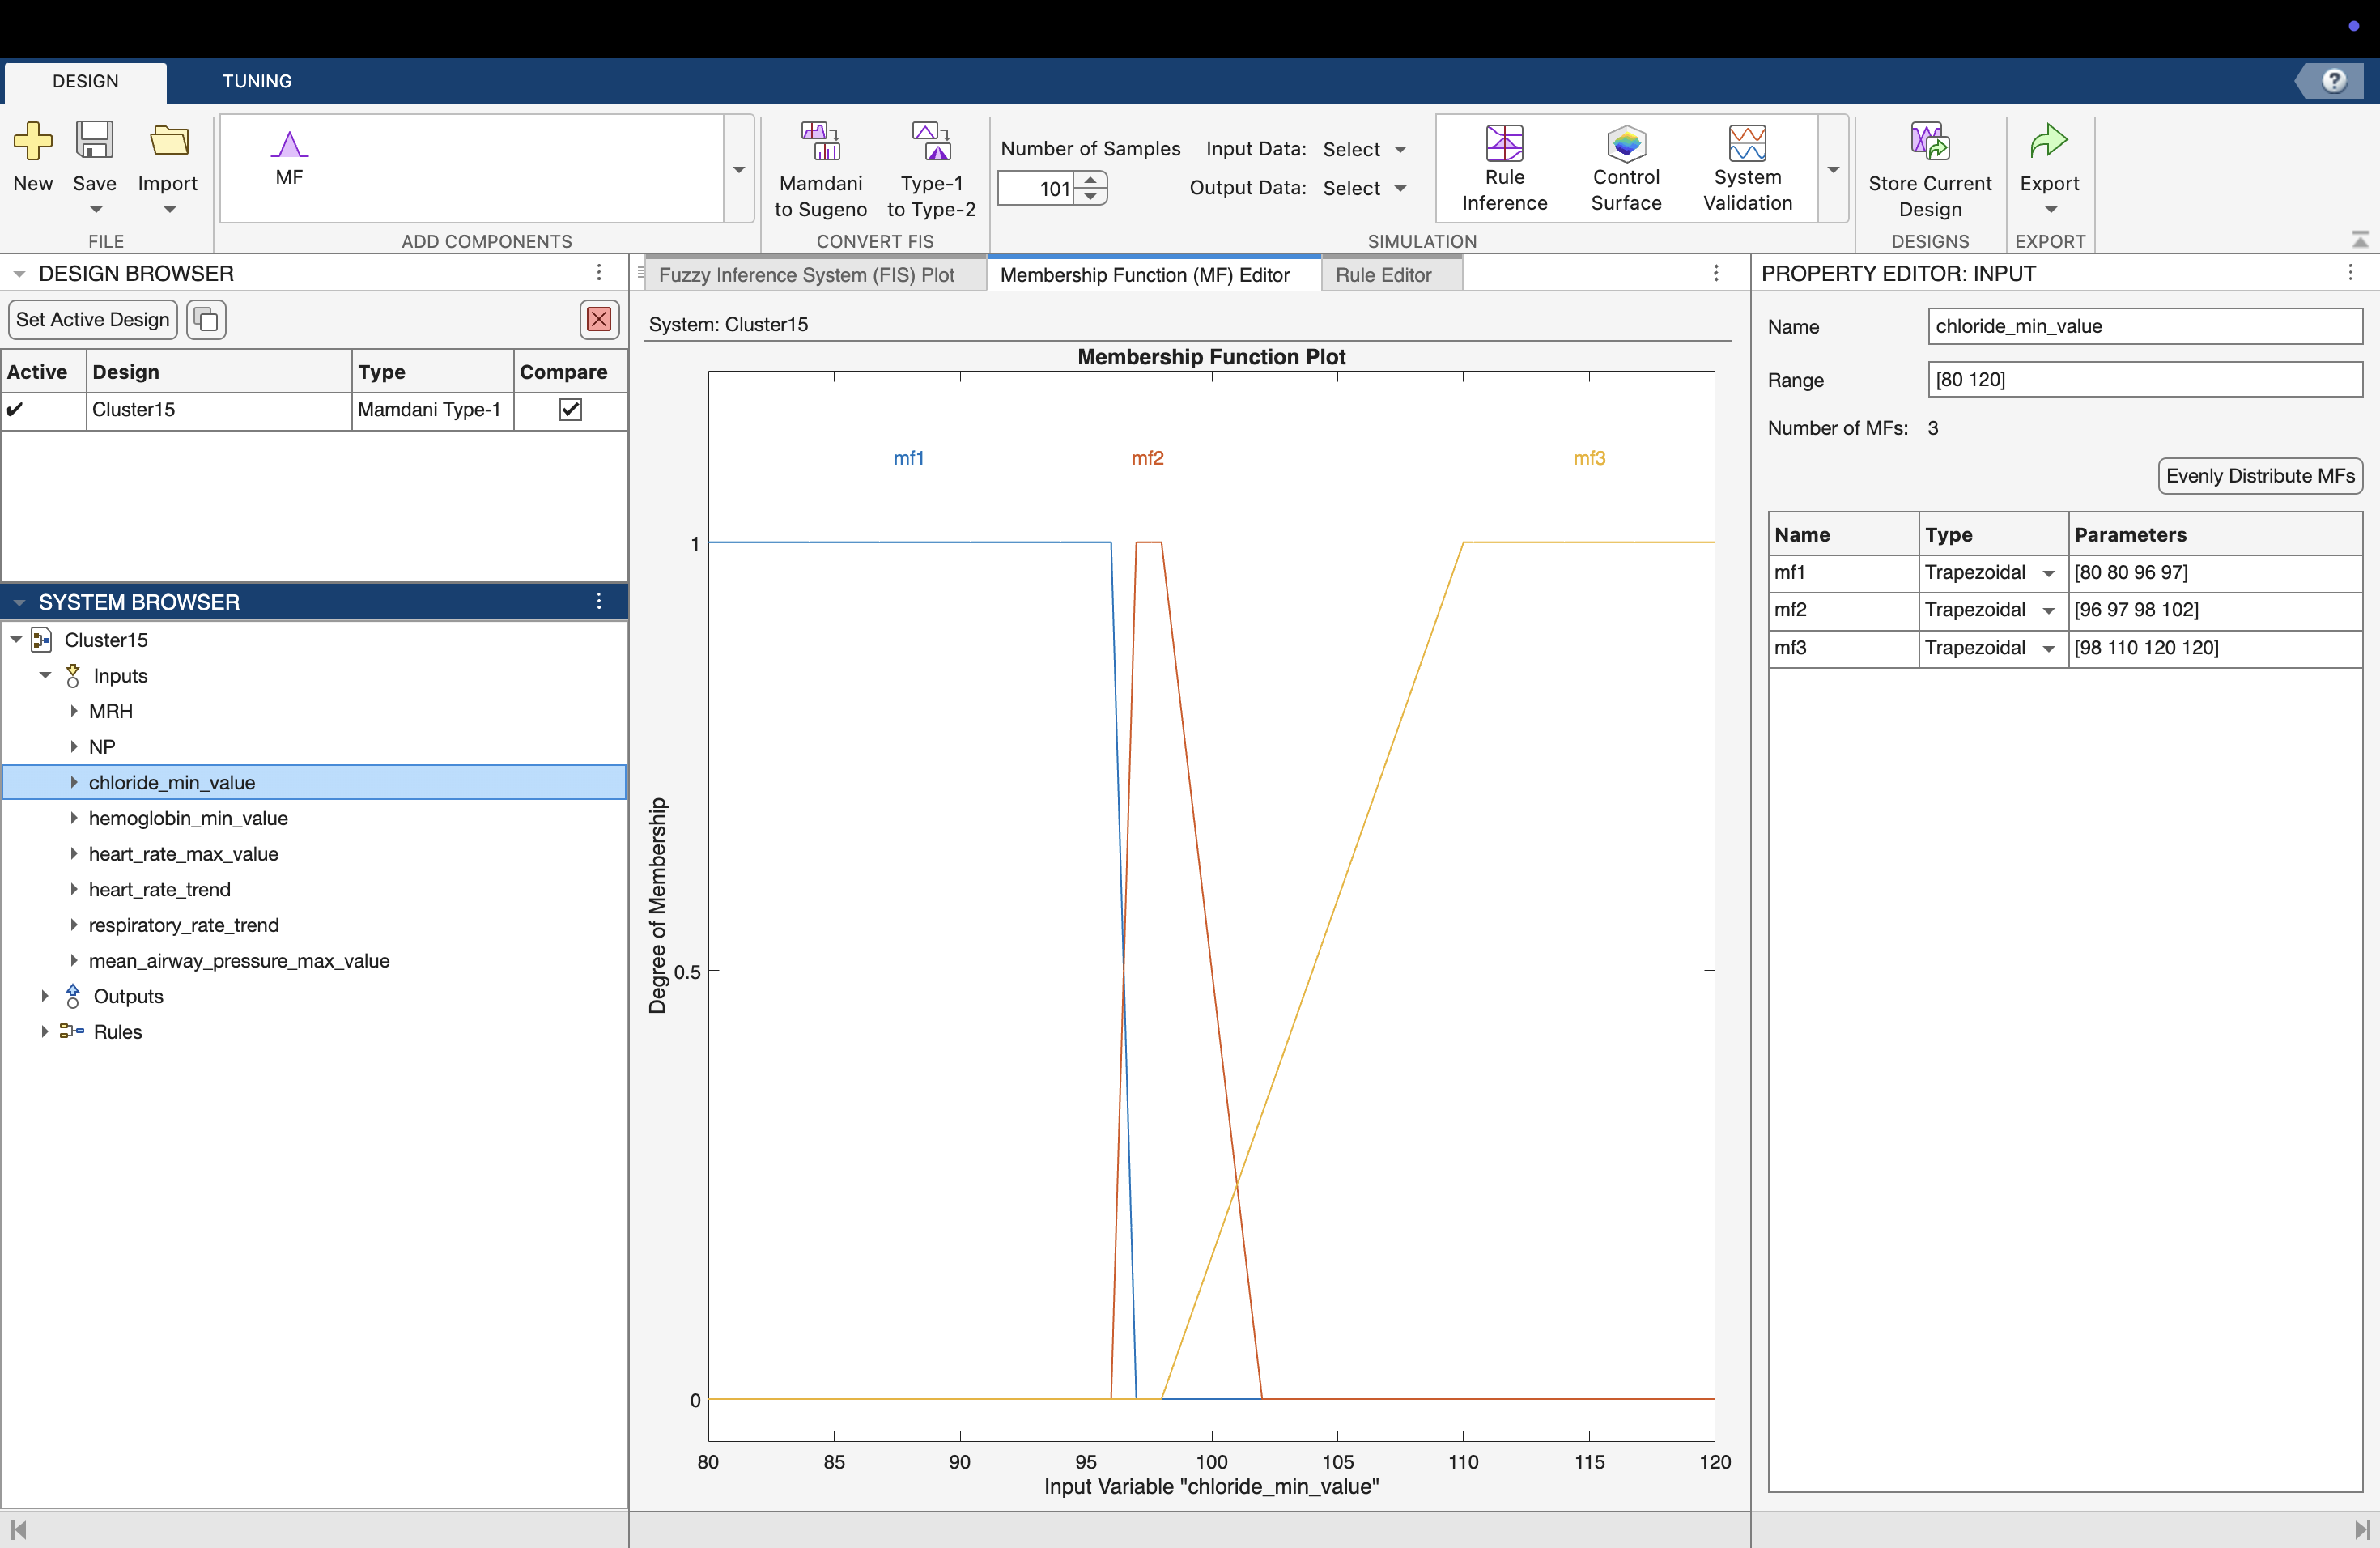 DESIGN
TUNING
New
Save
Import
FILE
MF
ADD COMPONENTS
Mamdani
to Sugeno
Type-1
to Type-2
CONVERT FIS
Number of Samples
101
Input Data: Select
Output Data: Select
Rule
Inference
Control
Surface
System
Validation
SIMULATION
Store Current
Design
DESIGNS
Export
EXPORT
DESIGN BROWSER
Set Active Design
Active Design Type Compare
Cluster15 Mamdani Type-1
SYSTEM BROWSER
Cluster15
Inputs
MRH
NP
chloride_min_value
hemoglobin_min_value
heart_rate_max_value
heart_rate_trend
respiratory_rate_trend
mean_airway_pressure_max_value
Outputs
Rules
Fuzzy Inference System (FIS) Plot
Membership Function (MF) Editor
Rule Editor
System: Cluster15
Membership Function Plot
mf1 mf2 mf3
1
0.5
0
Degree of Membership
80 85 90 95 100 105 110 115 120
Input Variable "chloride_min_value"
PROPERTY EDITOR: INPUT
Name chloride_min_value
Range [80 120]
Number of MFs: 3
Evenly Distribute MFs
Name Type Parameters
mf1 Trapezoidal [80 80 96 97]
mf2 Trapezoidal [96 97 98 102]
mf3 Trapezoidal [98 110 120 120]